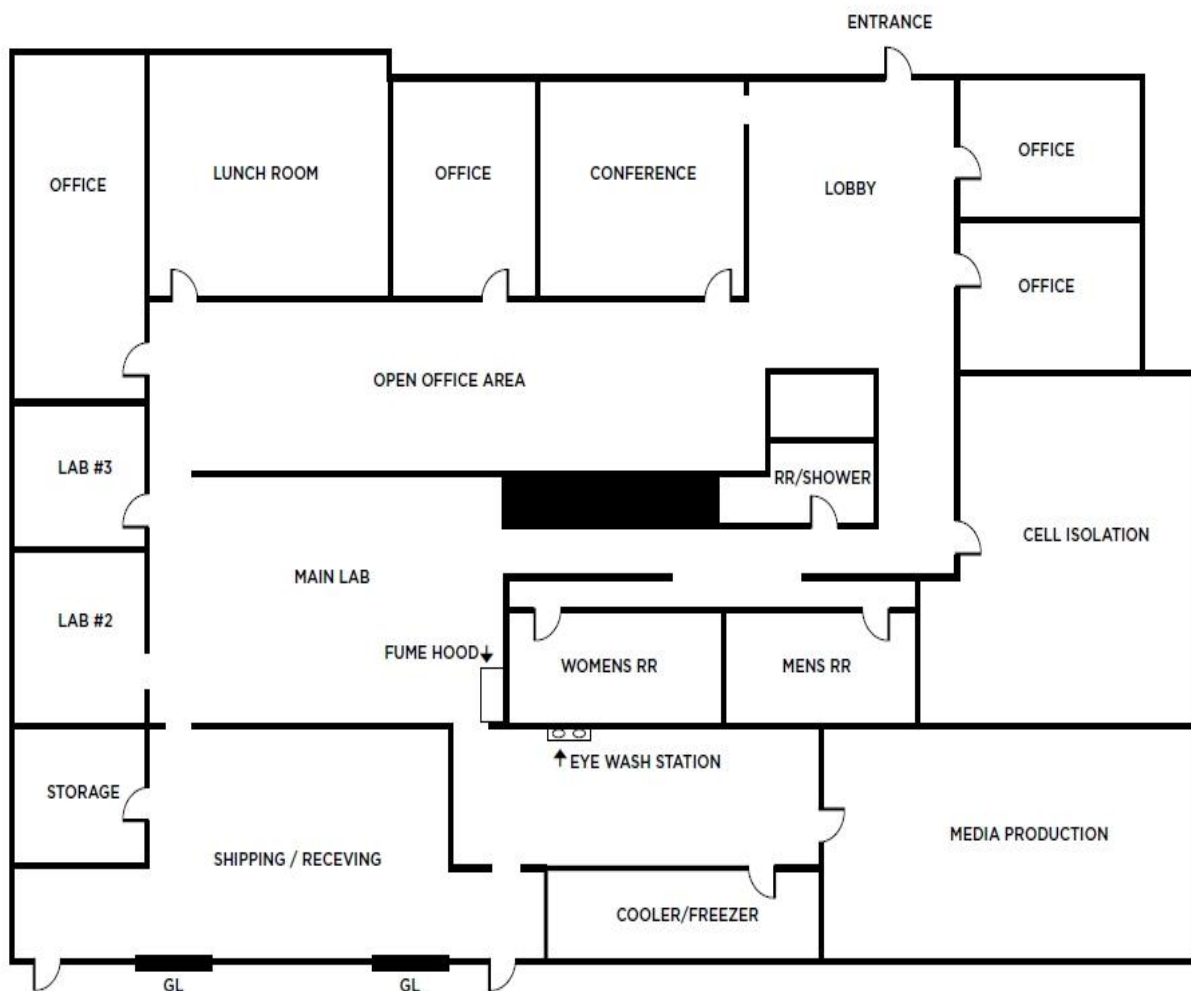 ENTRANCE
OFFICE
LUNCH ROOM
OFFICE
CONFERENCE
LOBBY
OFFICE
OFFICE
OPEN OFFICE AREA
LAB #3
RR/SHOWER
CELL ISOLATION
MAIN LAB
LAB #2
FUME HOOD
WOMENS RR
MENS RR
EYE WASH STATION
STORAGE
SHIPPING / RECEVING
MEDIA PRODUCTION
COOLER/FREEZER
GL
GL